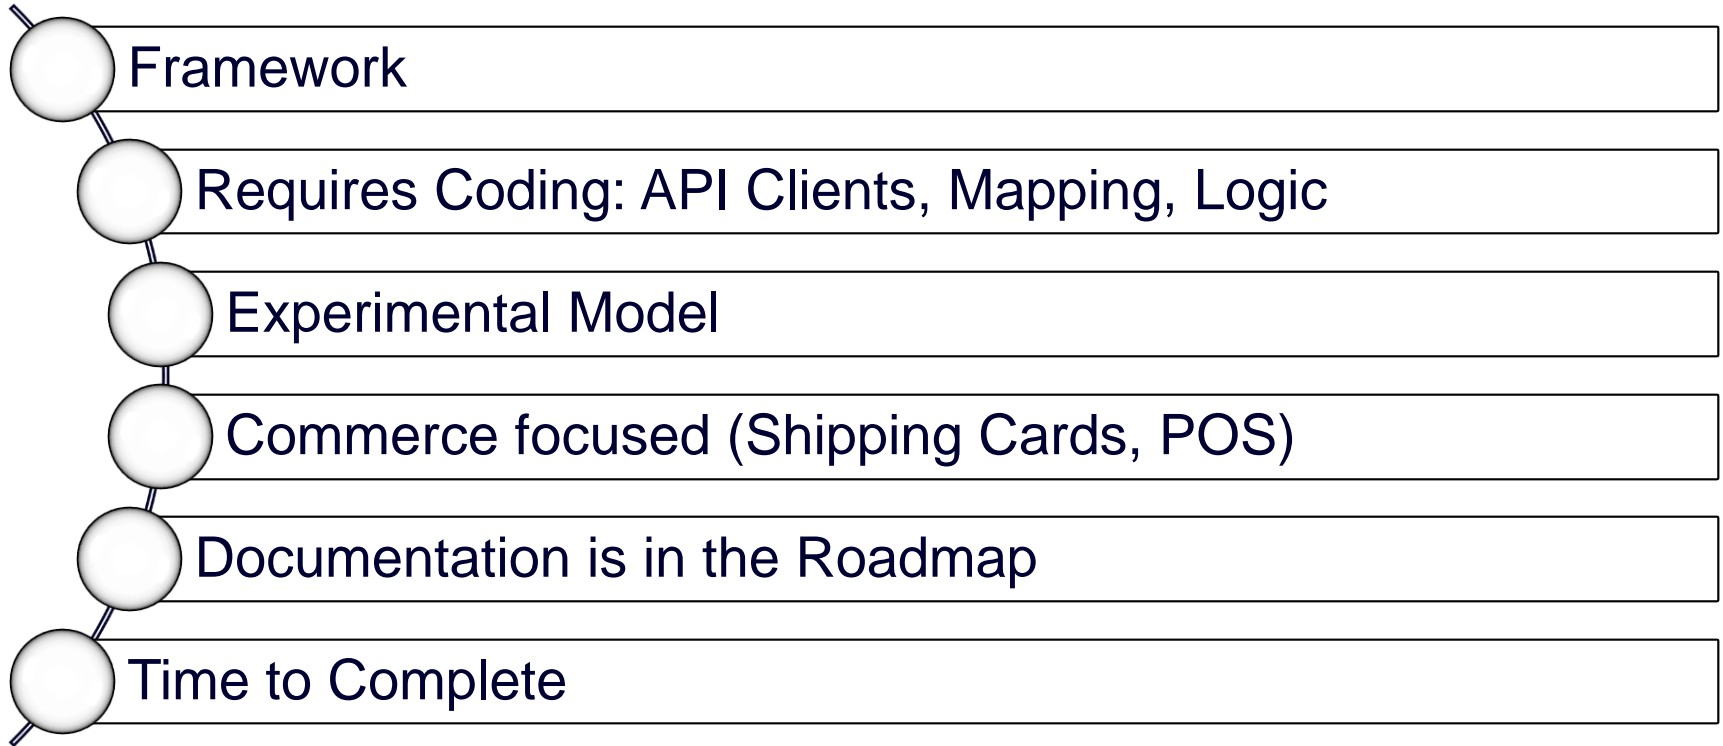 Framework
Requires Coding: API Clients, Mapping, Logic
Experimental Model
Commerce focused (Shipping Cards, POS)
Documentation is in the Roadmap
Time to Complete